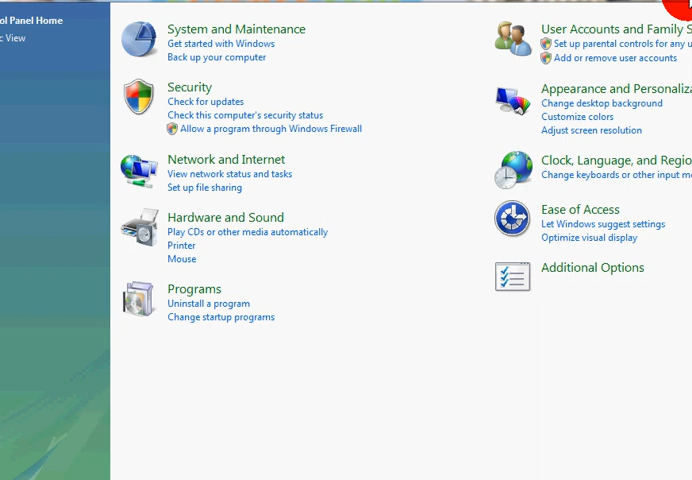 ol Panel Home
c View
System and Maintenance
Get started with Windows
Back up your computer
Security
Check for updates
Check this computer's security status
Allow a program through Windows Firewall
Network and Internet
View network status and tasks
Set up file sharing
Hardware and Sound
Play CDs or other media automatically
Printer
Mouse
Programs
Uninstall a program
Change startup programs
User Accounts and Family S
Set up parental controls for any u
Add or remove user accounts
Appearance and Personaliza
Change desktop background
Customize colors
Adjust screen resolution
Clock, Language, and Regio
Change keyboards or other input me
Ease of Access
Let Windows suggest settings
Optimize visual display
Additional Options